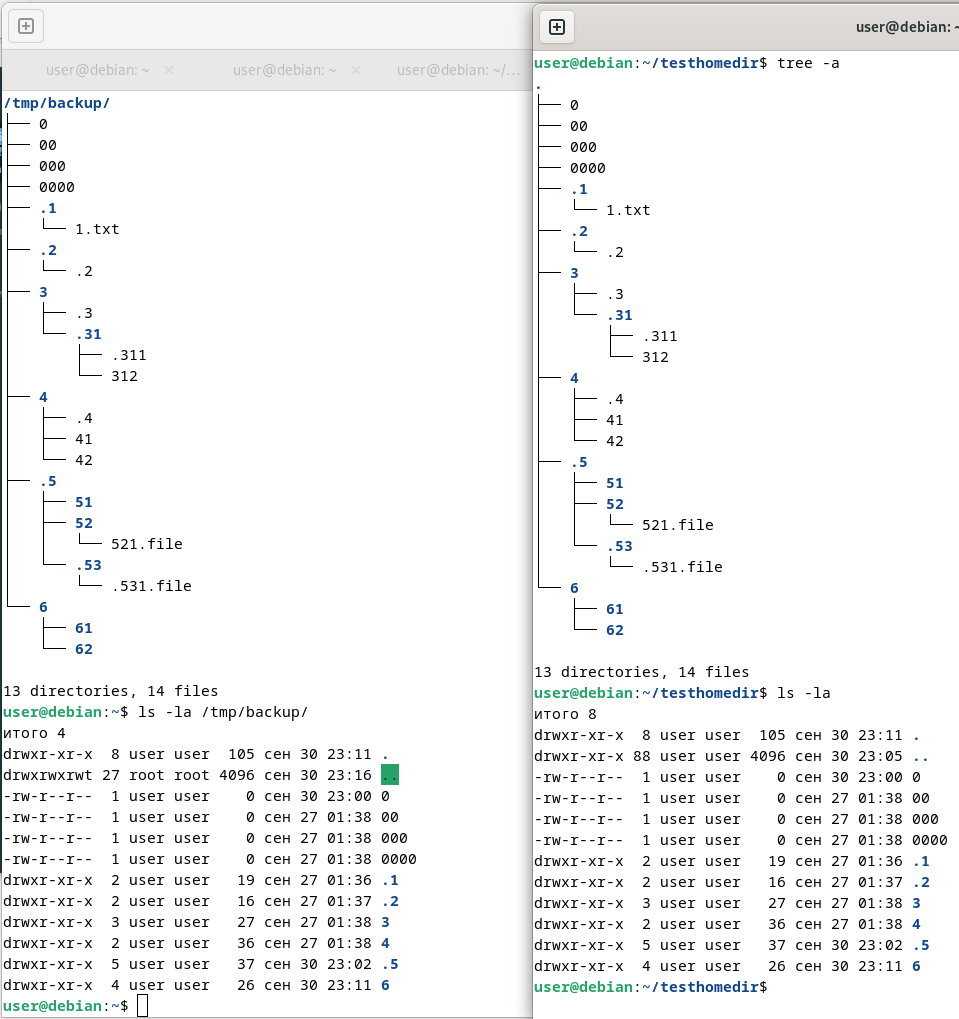 user@debian: ~ ×
user@debian: ~ ×
user@debian: ~/…
/tmp/backup/
├── 0
├── 00
├── 000
├── 0000
├── .1
│   └── 1.txt
├── .2
│   └── .2
├── 3
│   ├── .3
│   └── .31
│       ├── .311
│       └── 312
├── 4
│   ├── .4
│   ├── 41
│   └── 42
├── .5
│   ├── 51
│   ├── 52
│   │   └── 521.file
│   └── .53
│       └── .531.file
└── 6
    ├── 61
    └── 62
13 directories, 14 files
user@debian:~$ ls -la /tmp/backup/
итого 4
drwxr-xr-x  8 user user  105 сен 30 23:11 .
drwxrwxrwt 27 root root 4096 сен 30 23:16 ..
-rw-r--r--  1 user user    0 сен 30 23:00 0
-rw-r--r--  1 user user    0 сен 27 01:38 00
-rw-r--r--  1 user user    0 сен 27 01:38 000
-rw-r--r--  1 user user    0 сен 27 01:38 0000
drwxr-xr-x  2 user user   19 сен 27 01:36 .1
drwxr-xr-x  2 user user   16 сен 27 01:37 .2
drwxr-xr-x  3 user user   27 сен 27 01:38 3
drwxr-xr-x  2 user user   36 сен 27 01:38 4
drwxr-xr-x  5 user user   37 сен 30 23:02 .5
drwxr-xr-x  4 user user   26 сен 30 23:11 6
user@debian:~$
user@debian: ~
user@debian:~/testhomedir$ tree -a
.
├── 0
├── 00
├── 000
├── 0000
├── .1
│   └── 1.txt
├── .2
│   └── .2
├── 3
│   ├── .3
│   └── .31
│       ├── .311
│       └── 312
├── 4
│   ├── .4
│   ├── 41
│   └── 42
├── .5
│   ├── 51
│   ├── 52
│   │   └── 521.file
│   └── .53
│       └── .531.file
└── 6
    ├── 61
    └── 62
13 directories, 14 files
user@debian:~/testhomedir$ ls -la
итого 8
drwxr-xr-x  8 user user  105 сен 30 23:11 .
drwxr-xr-x 88 user user 4096 сен 30 23:05 ..
-rw-r--r--  1 user user    0 сен 30 23:00 0
-rw-r--r--  1 user user    0 сен 27 01:38 00
-rw-r--r--  1 user user    0 сен 27 01:38 000
-rw-r--r--  1 user user    0 сен 27 01:38 0000
drwxr-xr-x  2 user user   19 сен 27 01:36 .1
drwxr-xr-x  2 user user   16 сен 27 01:37 .2
drwxr-xr-x  3 user user   27 сен 27 01:38 3
drwxr-xr-x  2 user user   36 сен 27 01:38 4
drwxr-xr-x  5 user user   37 сен 30 23:02 .5
drwxr-xr-x  4 user user   26 сен 30 23:11 6
user@debian:~/testhomedir$